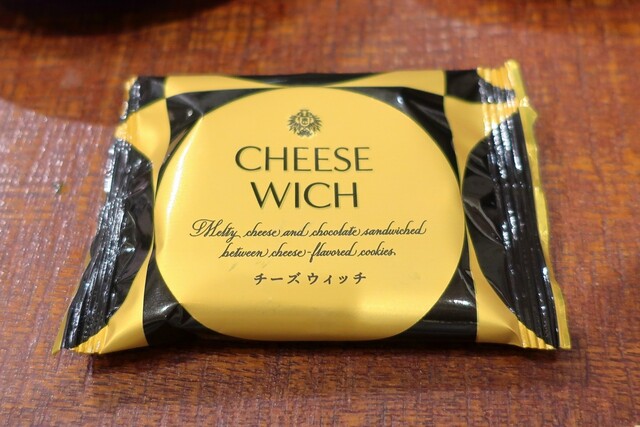 CHEESE
WICH
Melty cheese and chocolate sandwiched
between cheese-flavored cookies.
チーズウィッチ